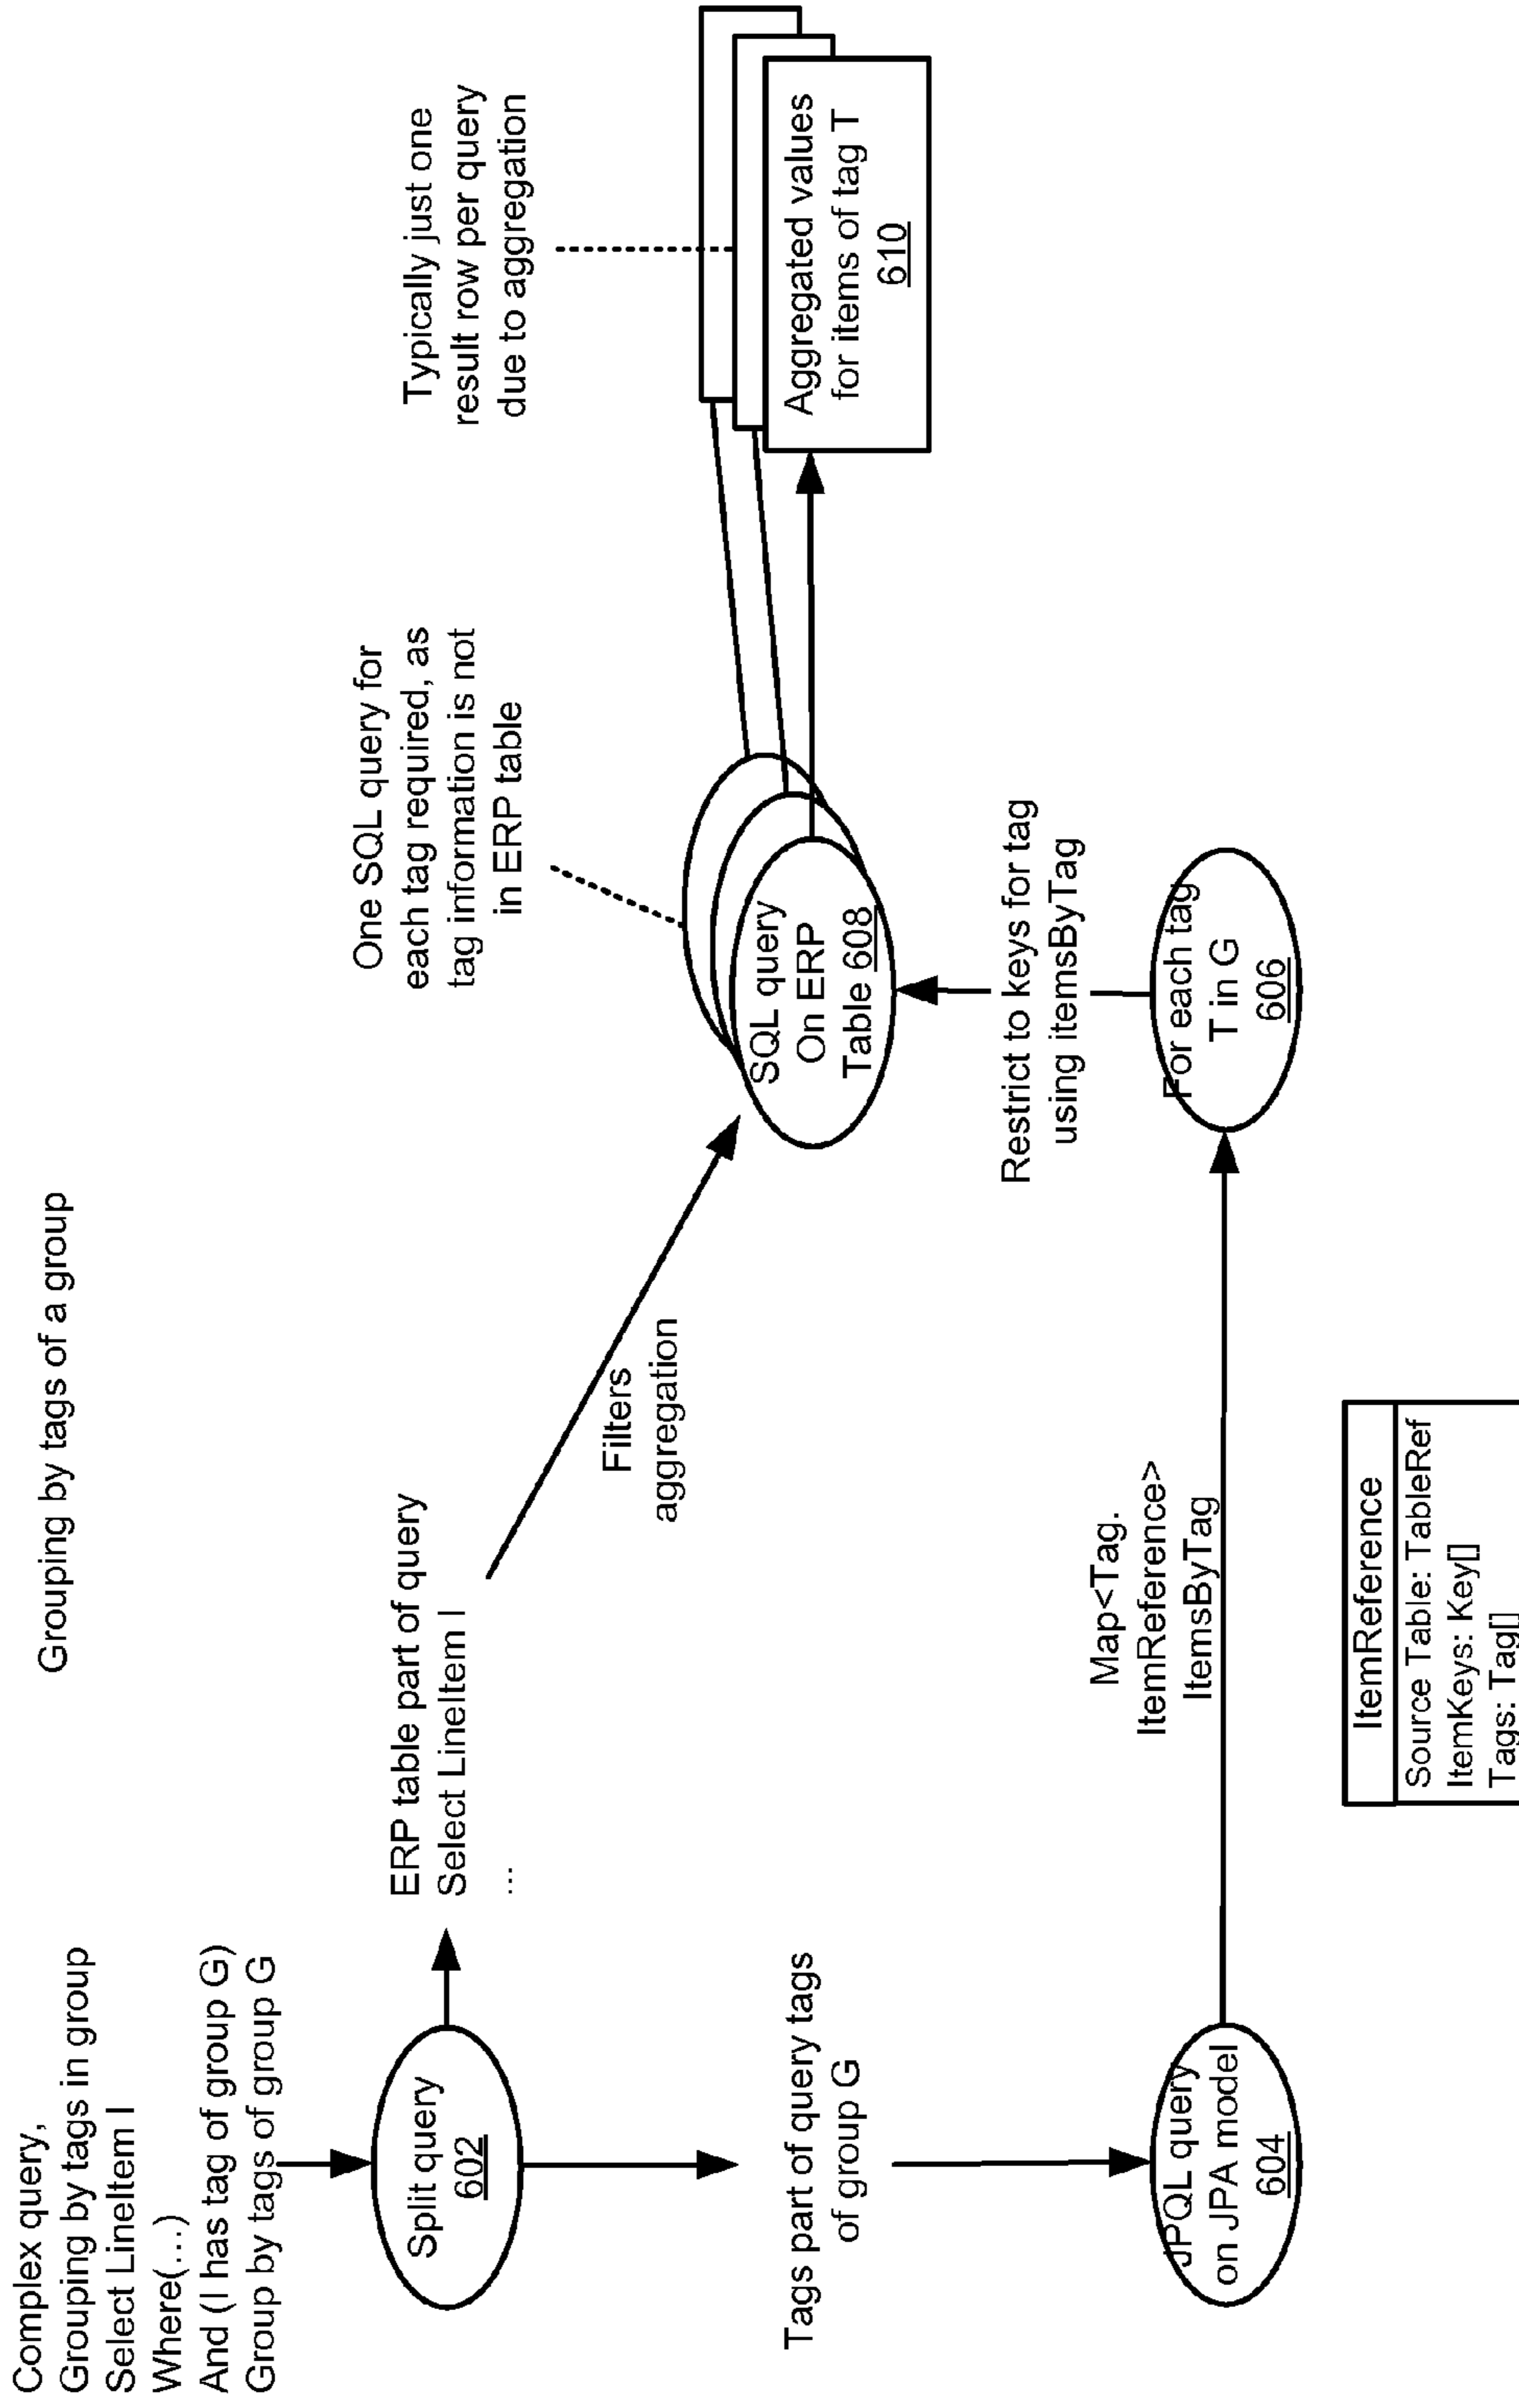 Grouping by tags of a group
Complex query,
Grouping by tags in group
Select LineItem I
Where(...)
And (I has tag of group G)
Group by tags of group G
Split query
602
ERP table part of query
Select LineItem I
...
Filters
aggregation
One SQL query for
each tag required, as
tag information is not
in ERP table
Typically just one
result row per query
due to aggregation
SQL query
On ERP
Table 608
Aggregated values
for items of tag T
610
Tags part of query tags
of group G
Restrict to keys for tag
using itemsByTag
JPQL query
on JPA model
604
Map<Tag.
ItemReference>
ItemsByTag
For each tag
T in G
606
ItemReference
Source Table: TableRef
ItemKeys: Key[]
Tags: Tag[]